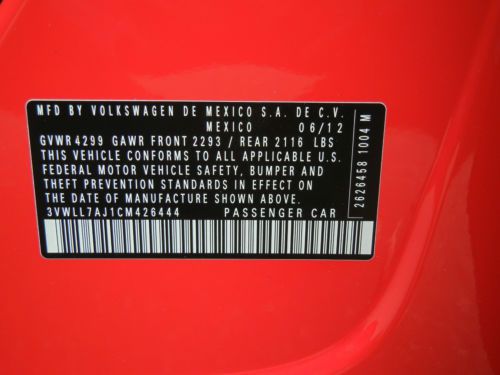 MFD BY VOLKSWAGEN DE MEXICO S.A. DE C.V.
MEXICO 06/12
GVWR 4299 GAWR FRONT 2293 / REAR 2116 LBS
THIS VEHICLE CONFORMS TO ALL APPLICABLE U.S.
FEDERAL MOTOR VEHICLE SAFETY, BUMPER AND
THEFT PREVENTION STANDARDS IN EFFECT ON
THE DATE OF MANUFACTURE SHOWN ABOVE.
3VWLL7AJ1CM426444 PASSENGER CAR
2626458 1004 M